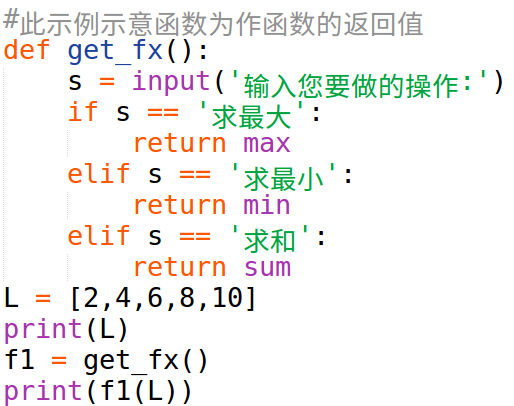 #此示例示意函数为作函数的返回值
def get_fx():
    s = input('输入您要做的操作:')
    if s == '求最大':
        return max
    elif s == '求最小':
        return min
    elif s == '求和':
        return sum
L = [2,4,6,8,10]
print(L)
f1 = get_fx()
print(f1(L))